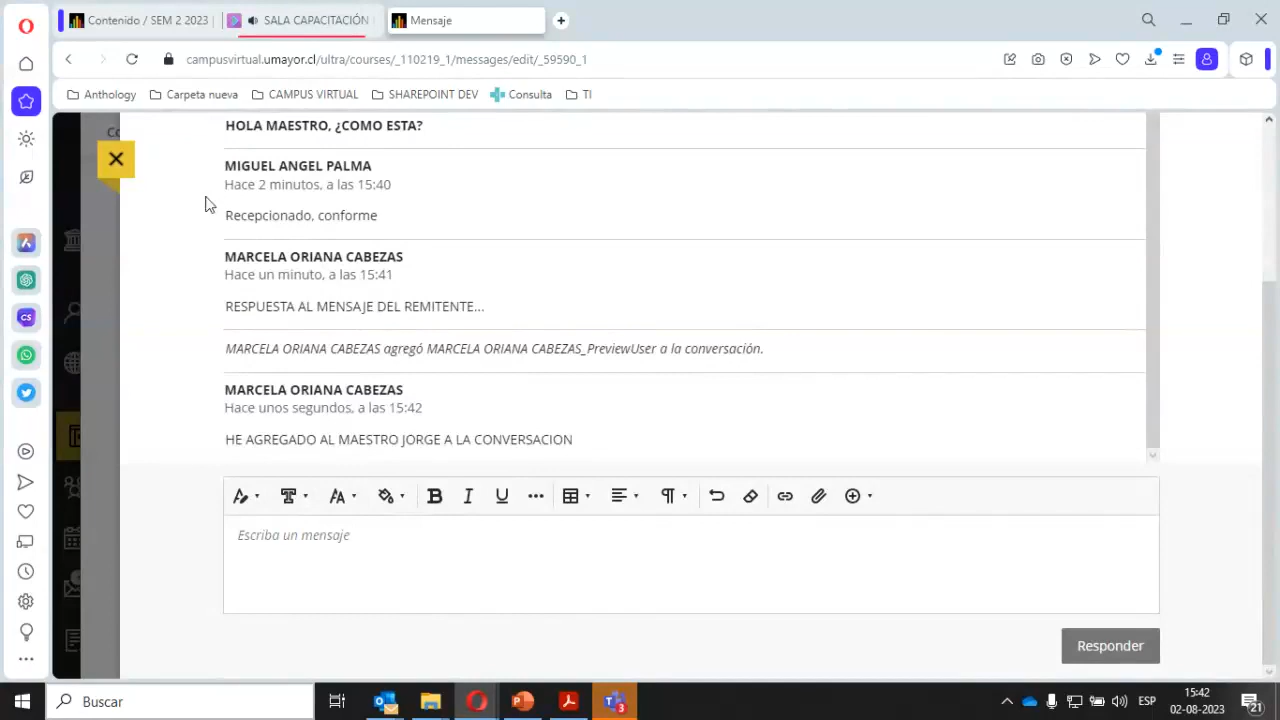 Contenido / SEM 2 2023
SALA CAPACITACIÓN
Mensaje
campusvirtual.umayor.cl/ultra/courses/_110219_1/messages/edit/_59590_1
Anthology
Carpeta nueva
CAMPUS VIRTUAL
SHAREPOINT DEV
Consulta
TI
HOLA MAESTRO, ¿COMO ESTA?
MIGUEL ANGEL PALMA
Hace 2 minutos, a las 15:40
Recepcionado, conforme
MARCELA ORIANA CABEZAS
Hace un minuto, a las 15:41
RESPUESTA AL MENSAJE DEL REMITENTE...
MARCELA ORIANA CABEZAS agregó MARCELA ORIANA CABEZAS_PreviewUser a la conversación.
MARCELA ORIANA CABEZAS
Hace unos segundos, a las 15:42
HE AGREGADO AL MAESTRO JORGE A LA CONVERSACION
Escriba un mensaje
Responder
Buscar
ESP
15:42
02-08-2023
21